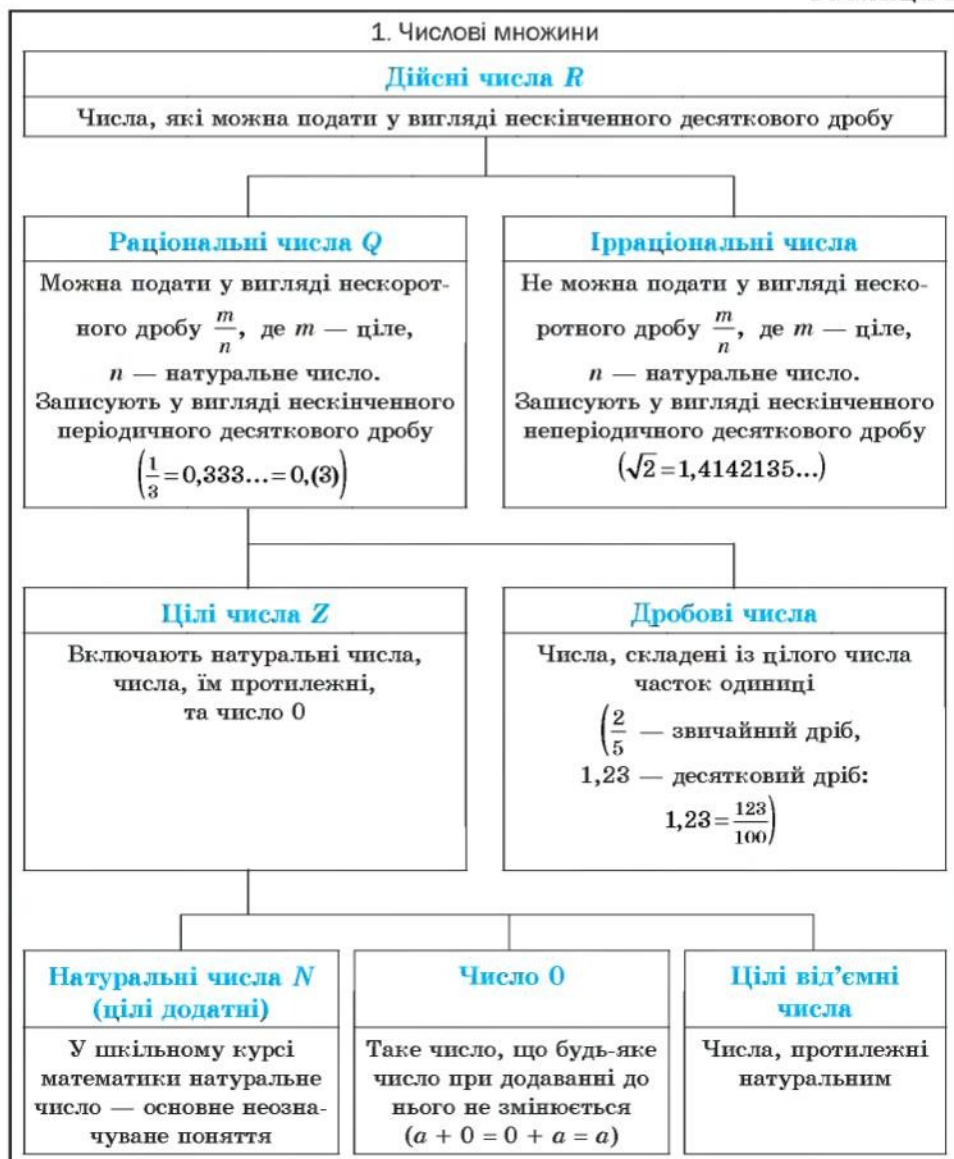 1. Числові множини
Дійсні числа R
Числа, які можна подати у вигляді нескінченного десяткового дробу
Раціональні числа Q
Можна подати у вигляді нескорот-
ного дробу m/n, де m — ціле,
n — натуральне число.
Записують у вигляді нескінченного
періодичного десяткового дробу
(1/3 = 0,333... = 0,(3))
Ірраціональні числа
Не можна подати у вигляді неско-
ротного дробу m/n, де m — ціле,
n — натуральне число.
Записують у вигляді нескінченного
неперіодичного десяткового дробу
(√2 = 1,4142135...)
Цілі числа Z
Включають натуральні числа,
числа, їм протилежні,
та число 0
Дробові числа
Числа, складені із цілого числа
часток одиниці
(2/5 — звичайний дріб,
1,23 — десятковий дріб:
1,23 = 123/100)
Натуральні числа N
(цілі додатні)
У шкільному курсі
математики натуральне
число — основне неозна-
чуване поняття
Число 0
Таке число, що будь-яке
число при додаванні до
нього не змінюється
(a + 0 = 0 + a = a)
Цілі від’ємні
числа
Числа, протилежні
натуральним